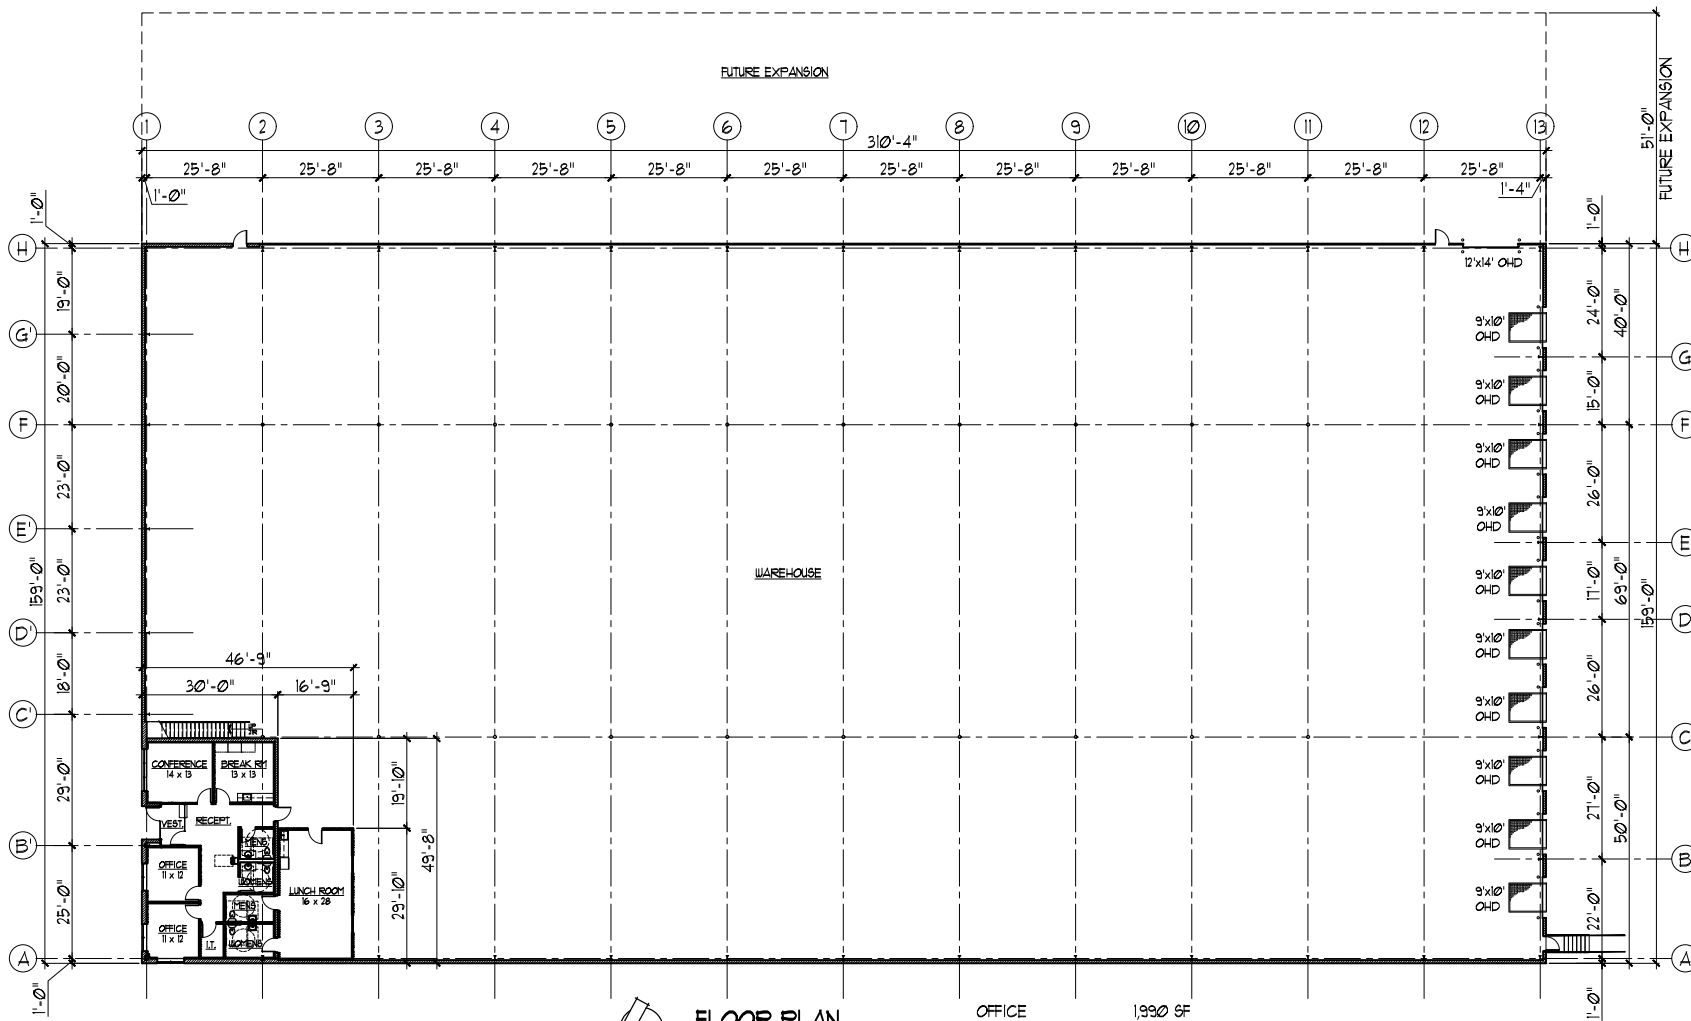 FUTURE EXPANSION
FUTURE EXPANSION
51'-0"
1 2 3 4 5 6 7 8 9 10 11 12 13
310'-4"
25'-8" 25'-8" 25'-8" 25'-8" 25'-8" 25'-8" 25'-8" 25'-8" 25'-8" 25'-8" 25'-8" 25'-8"
1'-0"
1'-4"
1'-0"
1'-0"
H
H
12'x14' OHD
19'-0"
24'-0"
40'-0"
9'x10'
OHD
G'
G
20'-0"
15'-0"
9'x10'
OHD
F
F
23'-0"
26'-0"
9'x10'
OHD
9'x10'
OHD
E'
E
159'-0"
23'-0"
WAREHOUSE
9'x10'
OHD
17'-0"
69'-0"
159'-0"
D'
D
46'-9"
30'-0"
16'-9"
18'-0"
9'x10'
OHD
26'-0"
9'x10'
OHD
C'
C
CONFERENCE
14 x 13
BREAK RM
13 x 13
29'-0"
19'-10"
9'x10'
OHD
27'-0"
50'-0"
VEST.
RECEPT.
9'x10'
OHD
B'
B
MENS
WOMENS
49'-8"
OFFICE
11 x 12
LUNCH ROOM
16 x 28
29'-10"
25'-0"
9'x10'
OHD
22'-0"
MENS
OFFICE
11 x 12
I.T.
WOMENS
A
A
1'-0"
1'-0"
FLOOR PLAN
OFFICE 1,990 SF